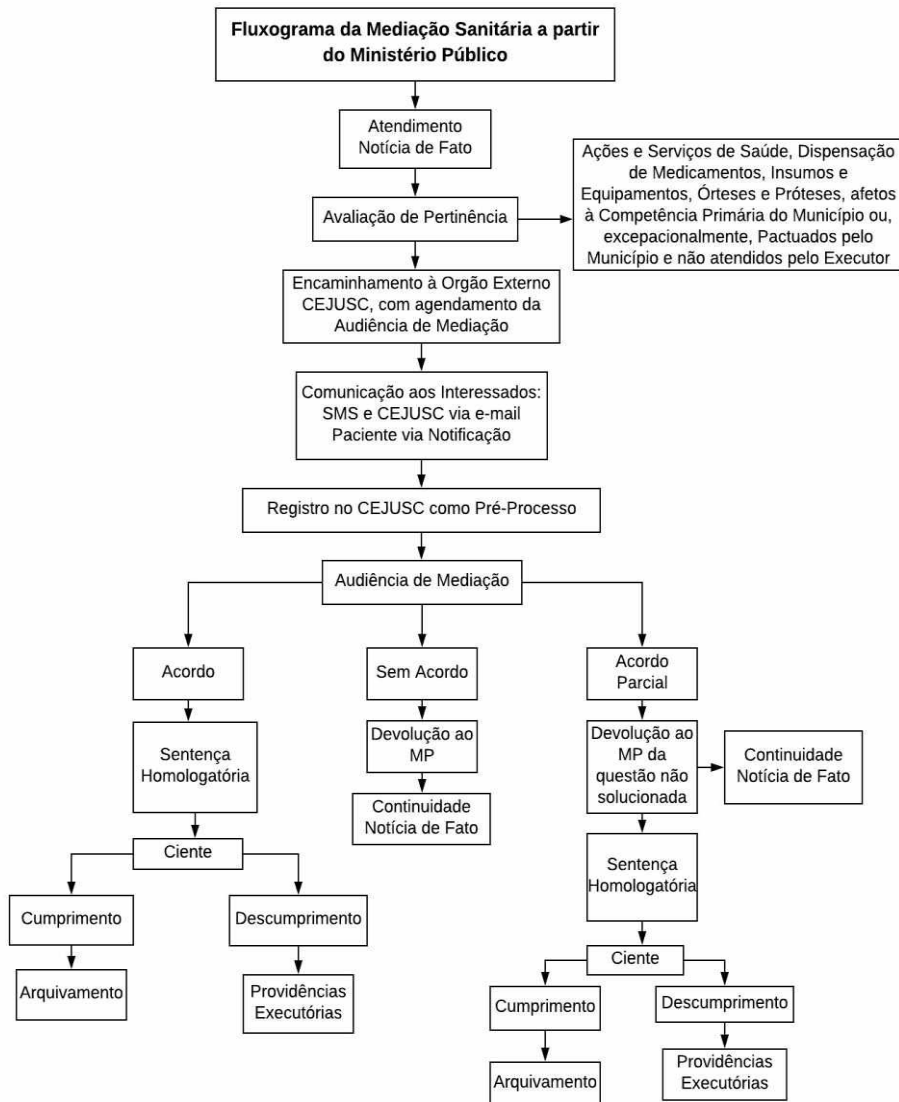 Fluxograma da Mediação Sanitária a partir
do Ministério Público
Atendimento
Notícia de Fato
Avaliação de Pertinência
Ações e Serviços de Saúde, Dispensação
de Medicamentos, Insumos e
Equipamentos, Órteses e Próteses, afetos
à Competência Primária do Município ou,
excepacionalmente, Pactuados pelo
Município e não atendidos pelo Executor
Encaminhamento à Orgão Externo
CEJUSC, com agendamento da
Audiência de Mediação
Comunicação aos Interessados:
SMS e CEJUSC via e-mail
Paciente via Notificação
Registro no CEJUSC como Pré-Processo
Audiência de Mediação
Acordo
Sentença
Homologatória
Ciente
Cumprimento
Arquivamento
Descumprimento
Providências
Executórias
Sem Acordo
Devolução ao
MP
Continuidade
Notícia de Fato
Acordo
Parcial
Devolução ao
MP da
questão não
solucionada
Continuidade
Notícia de Fato
Sentença
Homologatória
Ciente
Cumprimento
Arquivamento
Descumprimento
Providências
Executórias